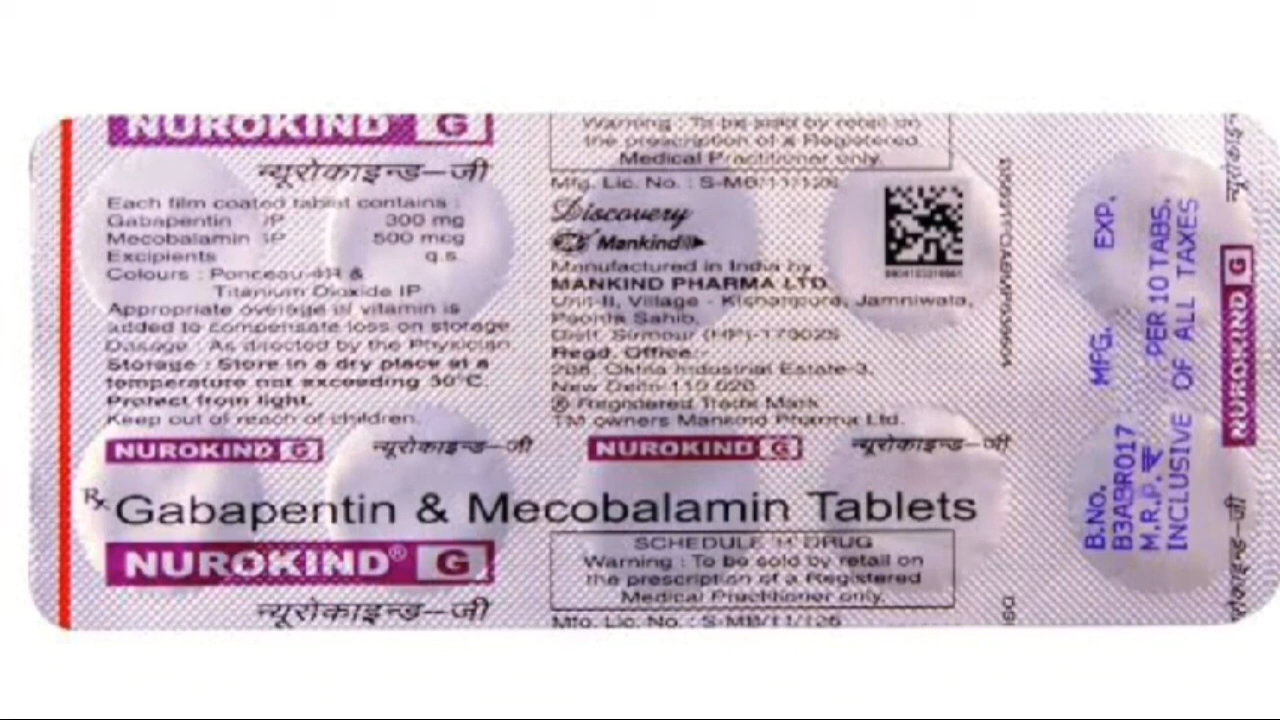 NUROKIND G
न्यूरोकाइन्ड-जी
Each film coated tablet contains :
Gabapentin IP 300 mg
Mecobalamin IP 500 mcg
Excipients q.s.
Colours : Ponceau-4R &
Titanium Dioxide IP
Appropriate overage of vitamin is
added to compensate loss on storage
Dosage : As directed by the Physician
Storage : Store in a dry place at a
temperature not exceeding 30°C.
Protect from light.
Keep out of reach of children.
NUROKIND G न्यूरोकाइन्ड-जी
Warning : To be sold by retail on
the prescription of a Registered
Medical Practitioner only.
Mfg. Lic. No. : S-MB/11/126
Discovery
Mankind
Manufactured in India by
MANKIND PHARMA LTD.
Unit-II, Village - Kishanpura, Jamniwala,
Paonta Sahib,
Distt. Sirmour (HP)-173025
Regd. Office:-
208, Okhla Industrial Estate-3,
New Delhi-110 020
® Registered Trade Mark
TM owners Mankind Pharma Ltd.
NUROKIND G न्यूरोकाइन्ड-जी
Rx Gabapentin & Mecobalamin Tablets
NUROKIND® G
न्यूरोकाइन्ड-जी
SCHEDULE 'H' DRUG
Warning : To be sold by retail on
the prescription of a Registered
Medical Practitioner only.
Mfg. Lic. No. : S-MB/11/126
B.No. MFG. EXP.
B3ABR017
M.R.P.₹ PER 10 TABS.
INCLUSIVE OF ALL TAXES
न्यूरोकाइन्ड-जी
NUROKIND G
न्यूरोकाइ